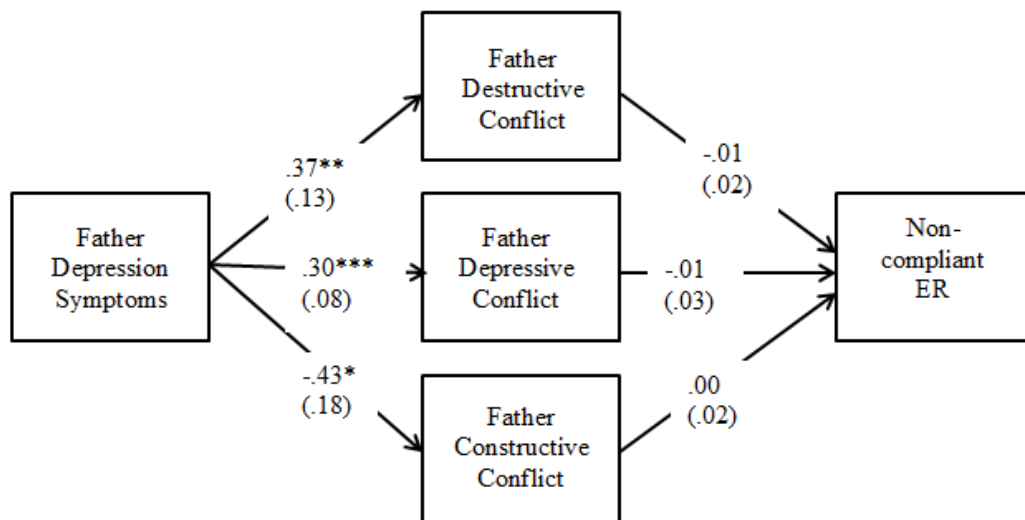 Father
Destructive
Conflict
.37**
(.13)
-.01
(.02)
Father
Depression
Symptoms
.30***
(.08)
Father
Depressive
Conflict
-.01
(.03)
Non-
compliant
ER
-.43*
(.18)
Father
Constructive
Conflict
.00
(.02)